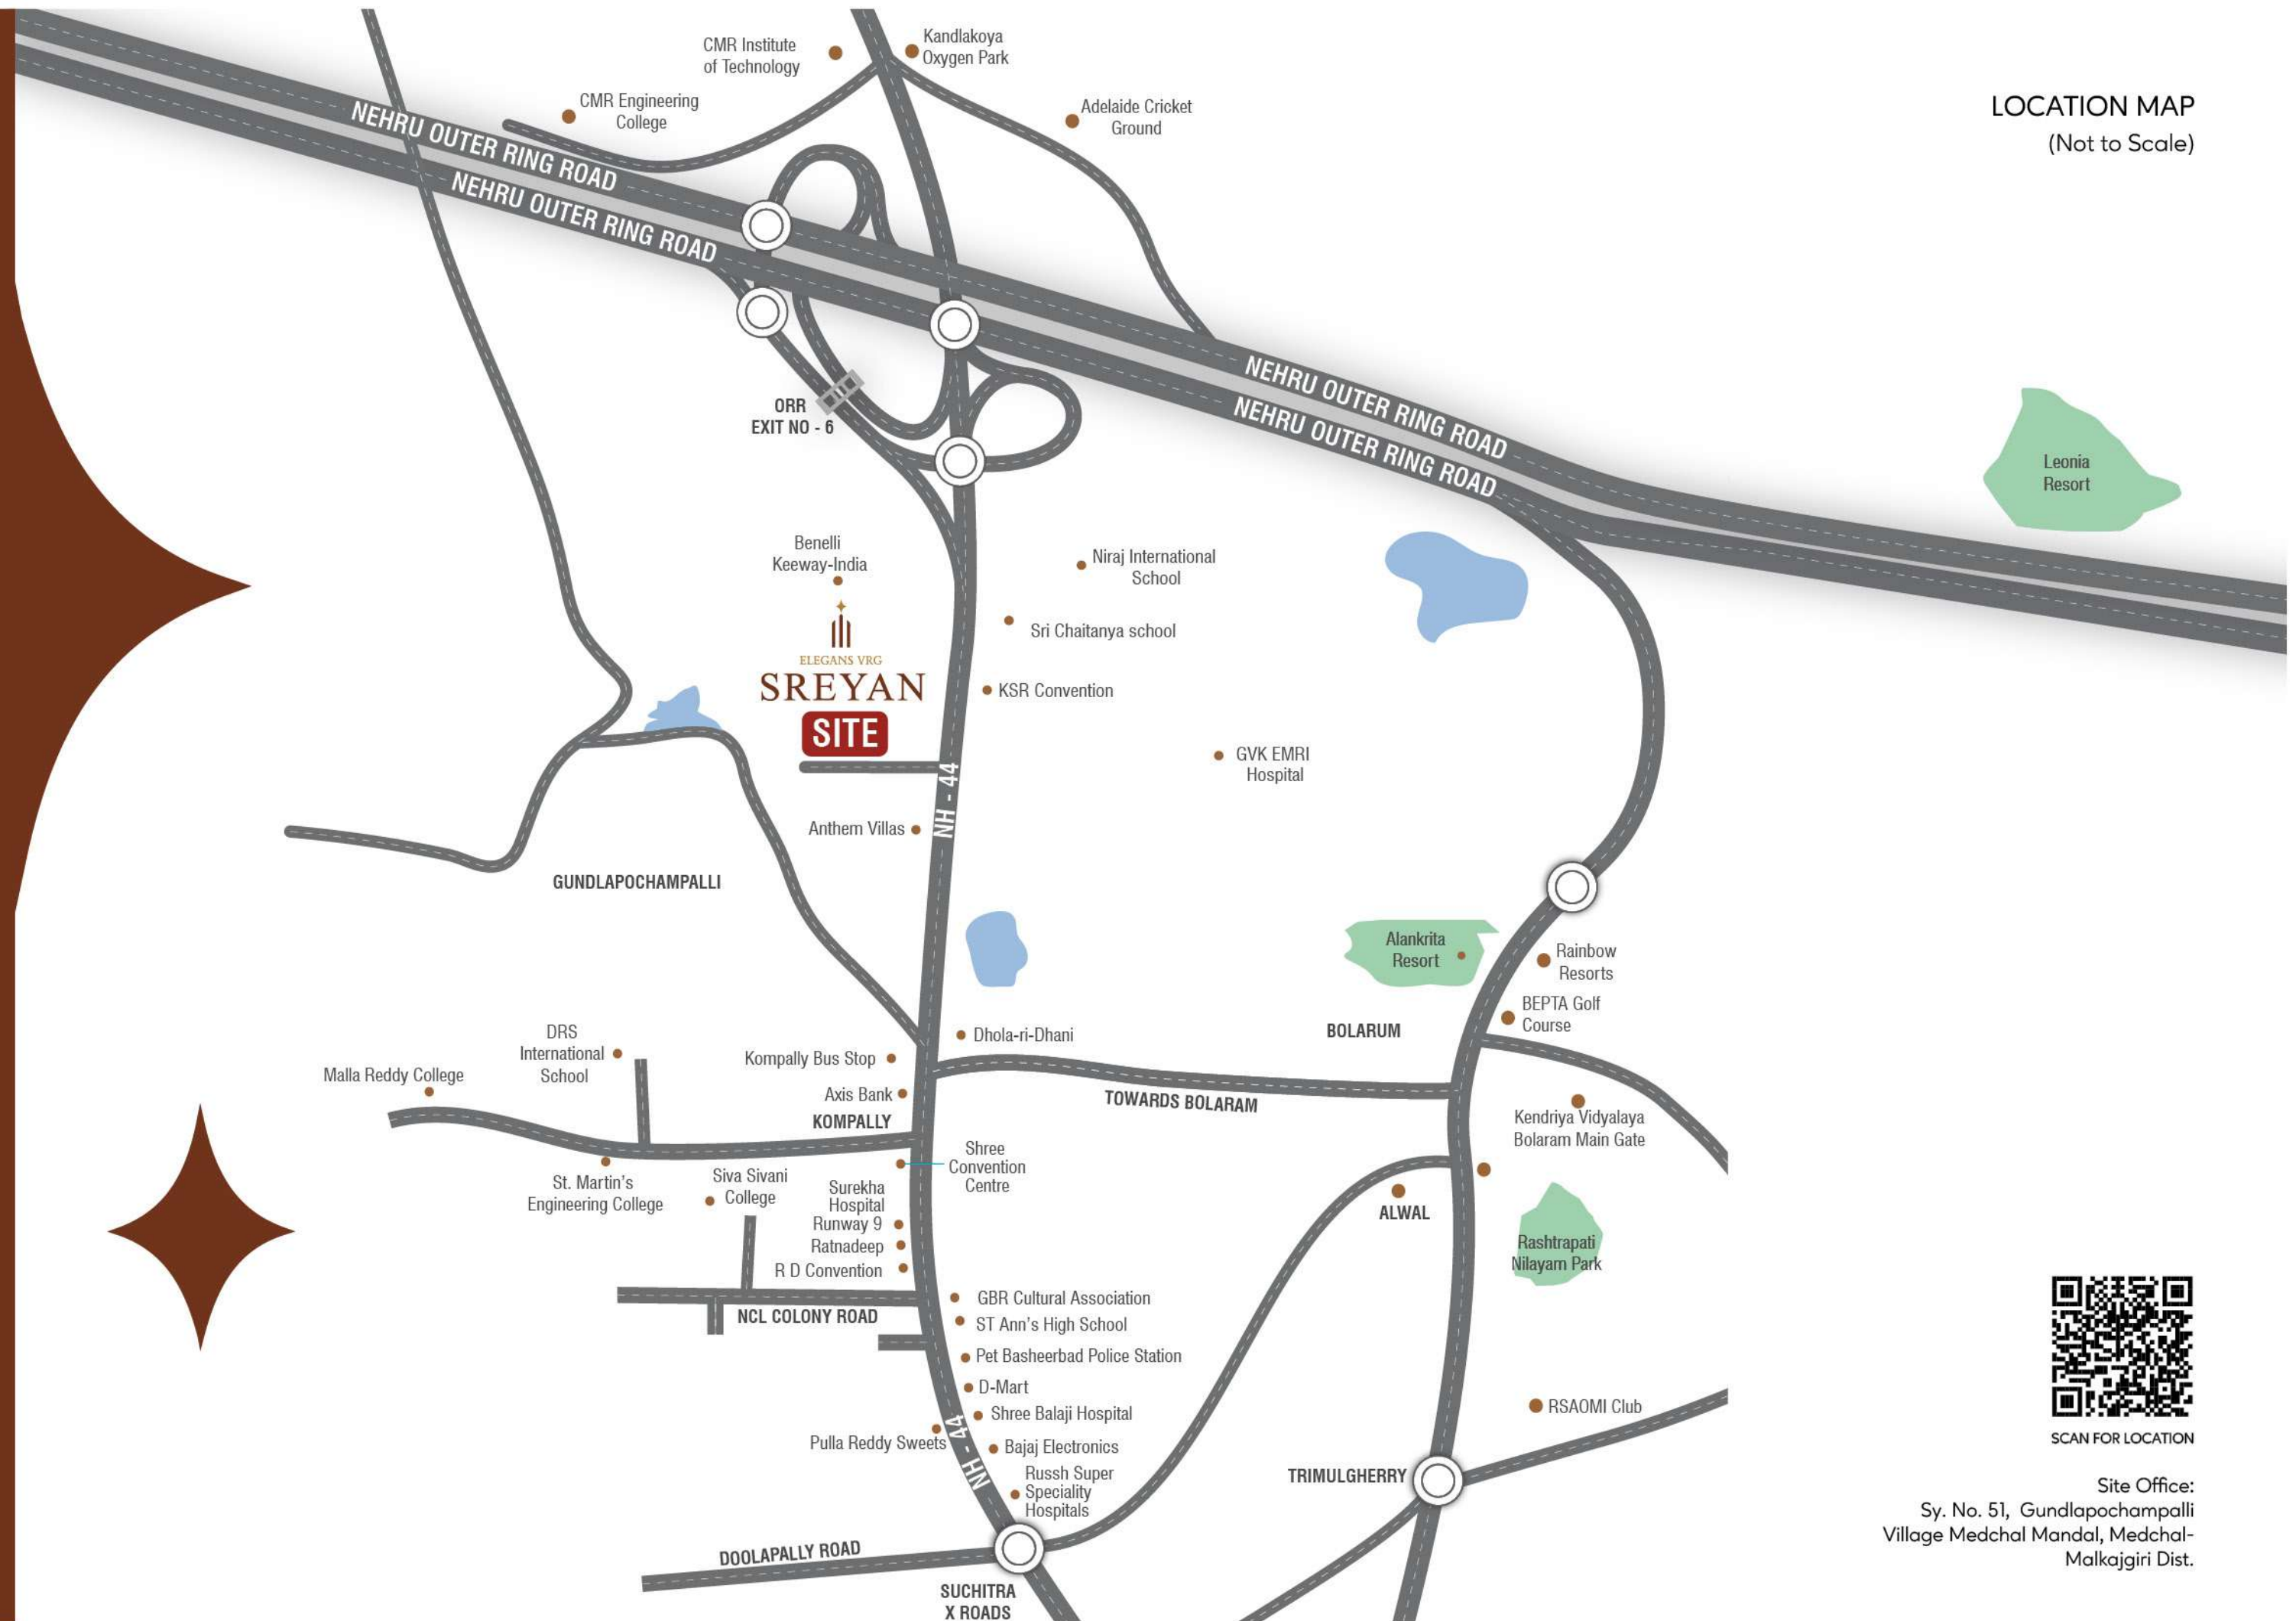 LOCATION MAP
(Not to Scale)
CMR Institute
of Technology
Kandlakoya
Oxygen Park
CMR Engineering
College
Adelaide Cricket
Ground
NEHRU OUTER RING ROAD
NEHRU OUTER RING ROAD
NEHRU OUTER RING ROAD
NEHRU OUTER RING ROAD
ORR
EXIT NO - 6
Leonia
Resort
Benelli
Keeway-India
Niraj International
School
Sri Chaitanya school
ELEGANS VRG
SREYAN
SITE
KSR Convention
GVK EMRI
Hospital
NH - 44
Anthem Villas
GUNDLAPOCHAMPALLI
Alankrita
Resort
Rainbow
Resorts
BEPTA Golf
Course
BOLARUM
Dhola-ri-Dhani
DRS
International
School
Kompally Bus Stop
Malla Reddy College
Axis Bank
KOMPALLY
TOWARDS BOLARAM
Kendriya Vidyalaya
Bolaram Main Gate
Shree
Convention
Centre
St. Martin's
Engineering College
Siva Sivani
College
Surekha
Hospital
Runway 9
Ratnadeep
R D Convention
ALWAL
Rashtrapati
Nilayam Park
NCL COLONY ROAD
GBR Cultural Association
ST Ann's High School
Pet Basheerbad Police Station
D-Mart
Shree Balaji Hospital
Pulla Reddy Sweets
NH - 44
Bajaj Electronics
Russh Super
Speciality
Hospitals
RSAOMI Club
TRIMULGHERRY
DOOLAPALLY ROAD
SUCHITRA
X ROADS
SCAN FOR LOCATION
Site Office:
Sy. No. 51, Gundlapochampalli
Village Medchal Mandal, Medchal-
Malkajgiri Dist.